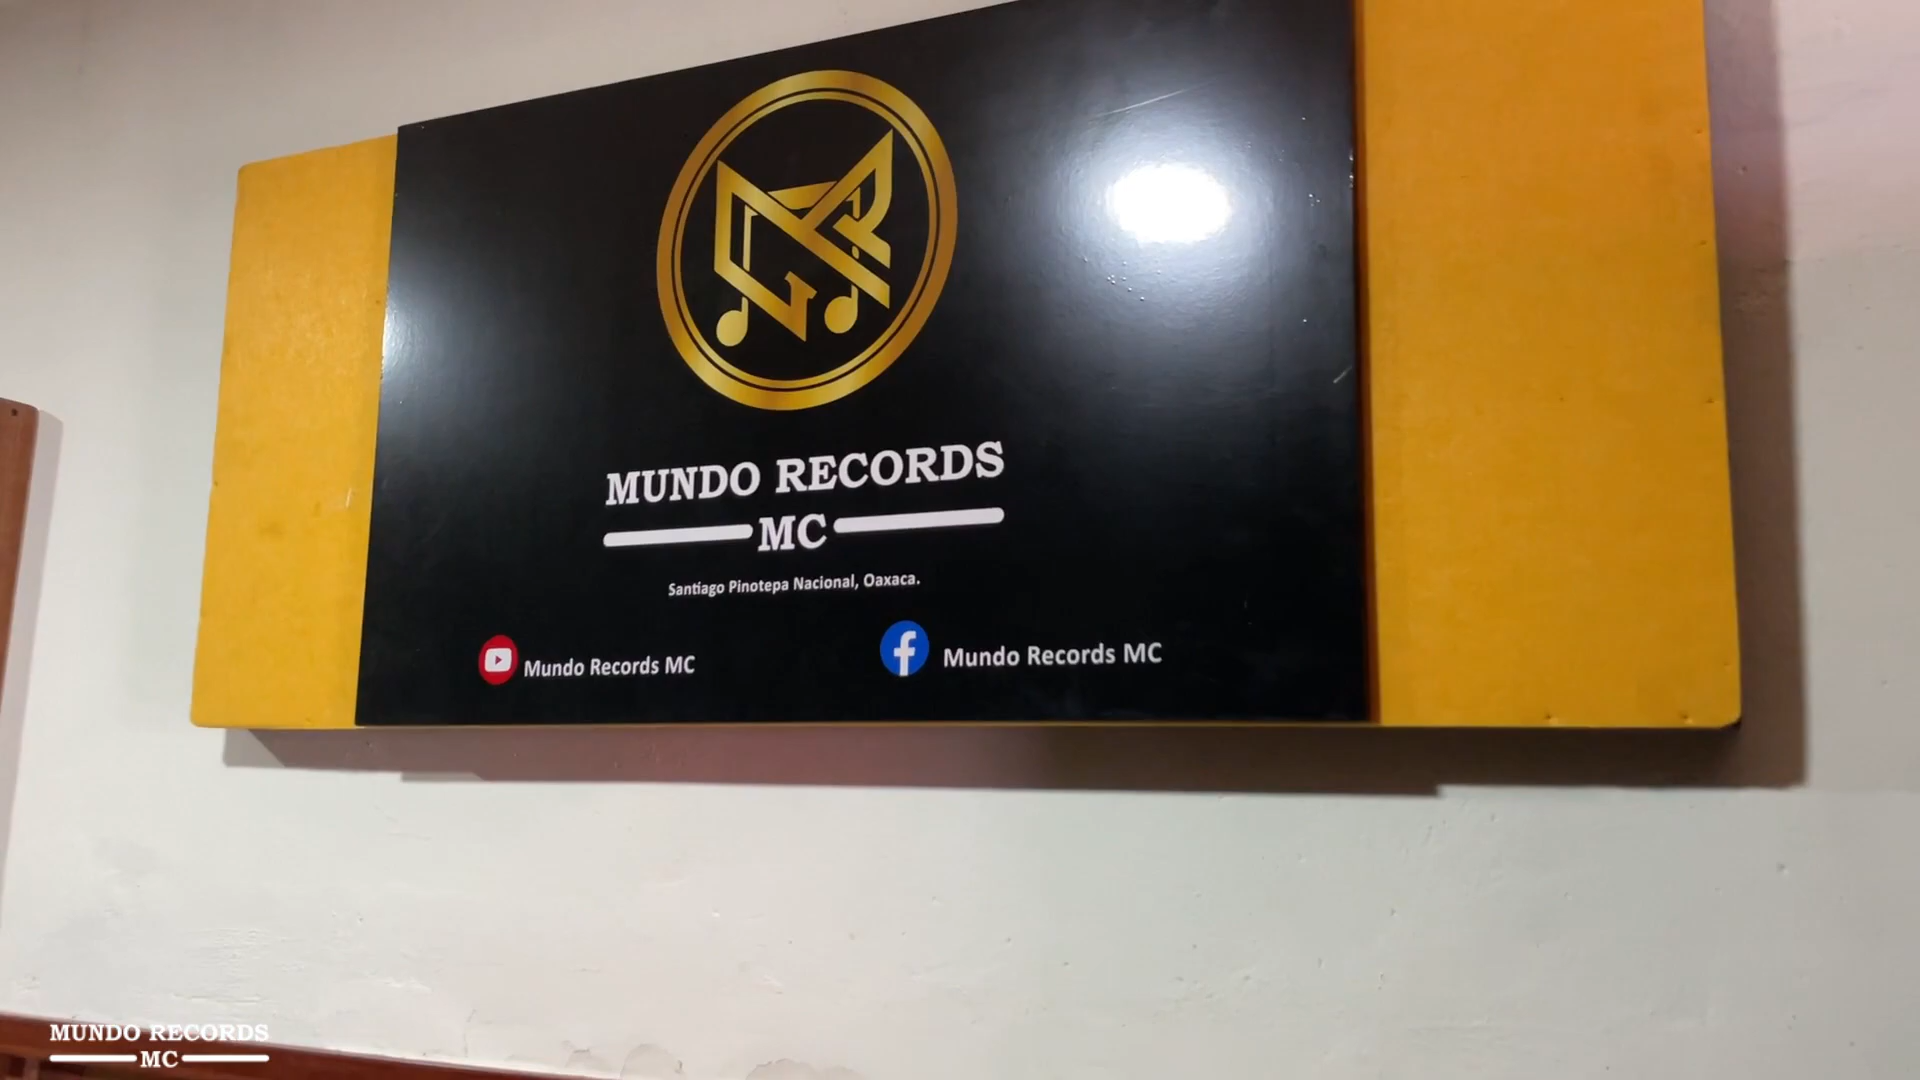 MUNDO RECORDS
MC
Santiago Pinotepa Nacional, Oaxaca.
Mundo Records MC
Mundo Records MC
MUNDO RECORDS
MC